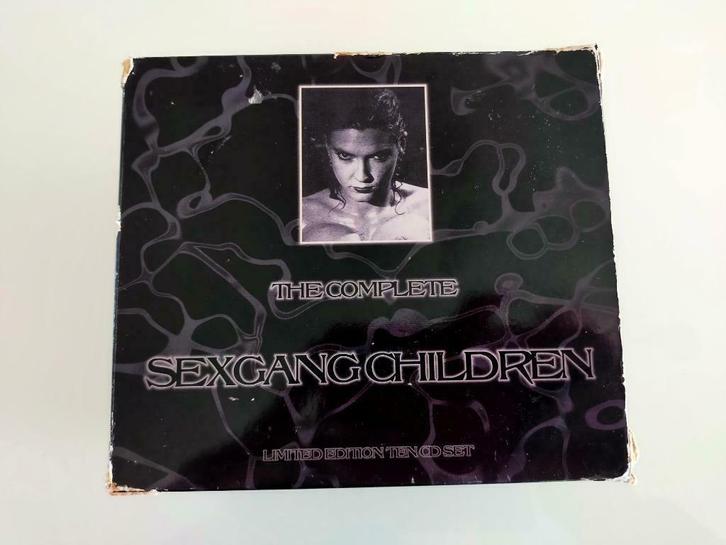 THE COMPLETE
SEXGANG CHILDREN
LIMITED EDITION TEN CD SET